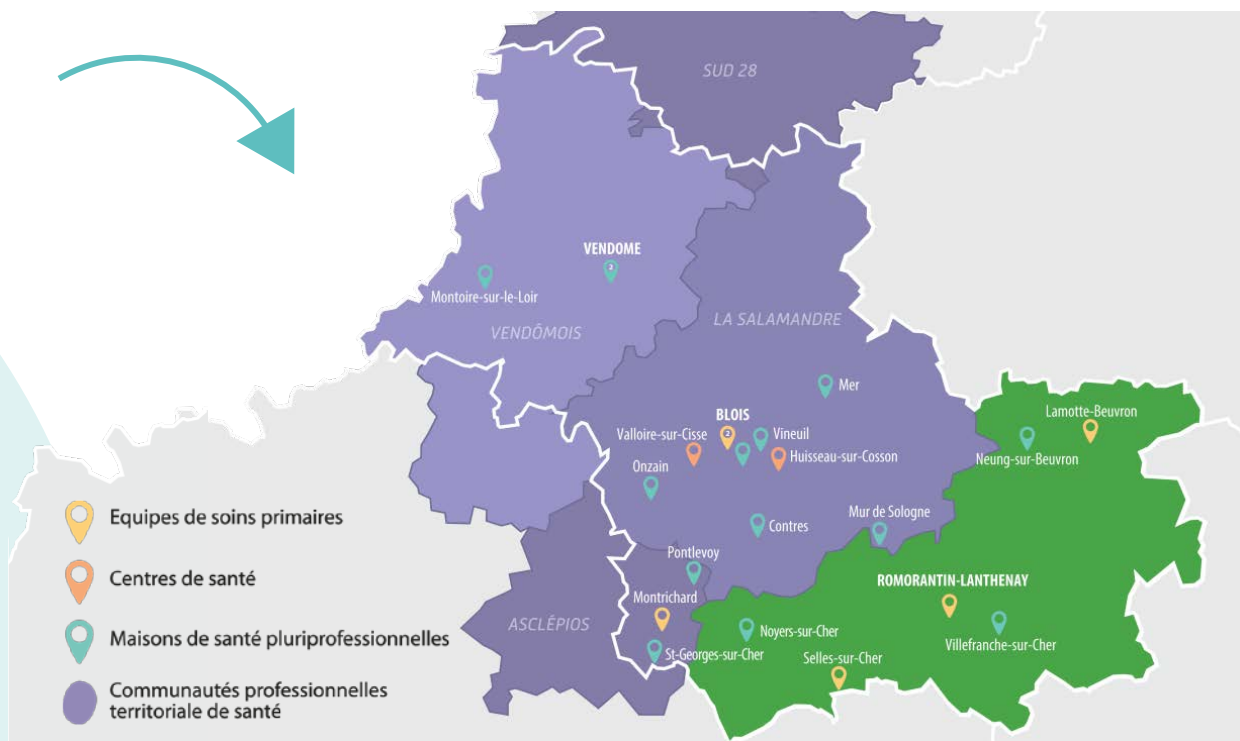 SUD 28
VENDOME
2
Montoire-sur-le-Loir
VENDÔMOIS
LA SALAMANDRE
Mer
BLOIS
2
Valloire-sur-Cisse
Vineuil
Huisseau-sur-Cosson
Onzain
Lamotte-Beuvron
Neung-sur-Beuvron
Contres
Mur de Sologne
Pontlevoy
Montrichard
ROMORANTIN-LANTHENAY
ASCLÉPIOS
Noyers-sur-Cher
St-Georges-sur-Cher
Selles-sur-Cher
Villefranche-sur-Cher
Equipes de soins primaires
Centres de santé
Maisons de santé pluriprofessionnelles
Communautés professionnelles
territoriale de santé